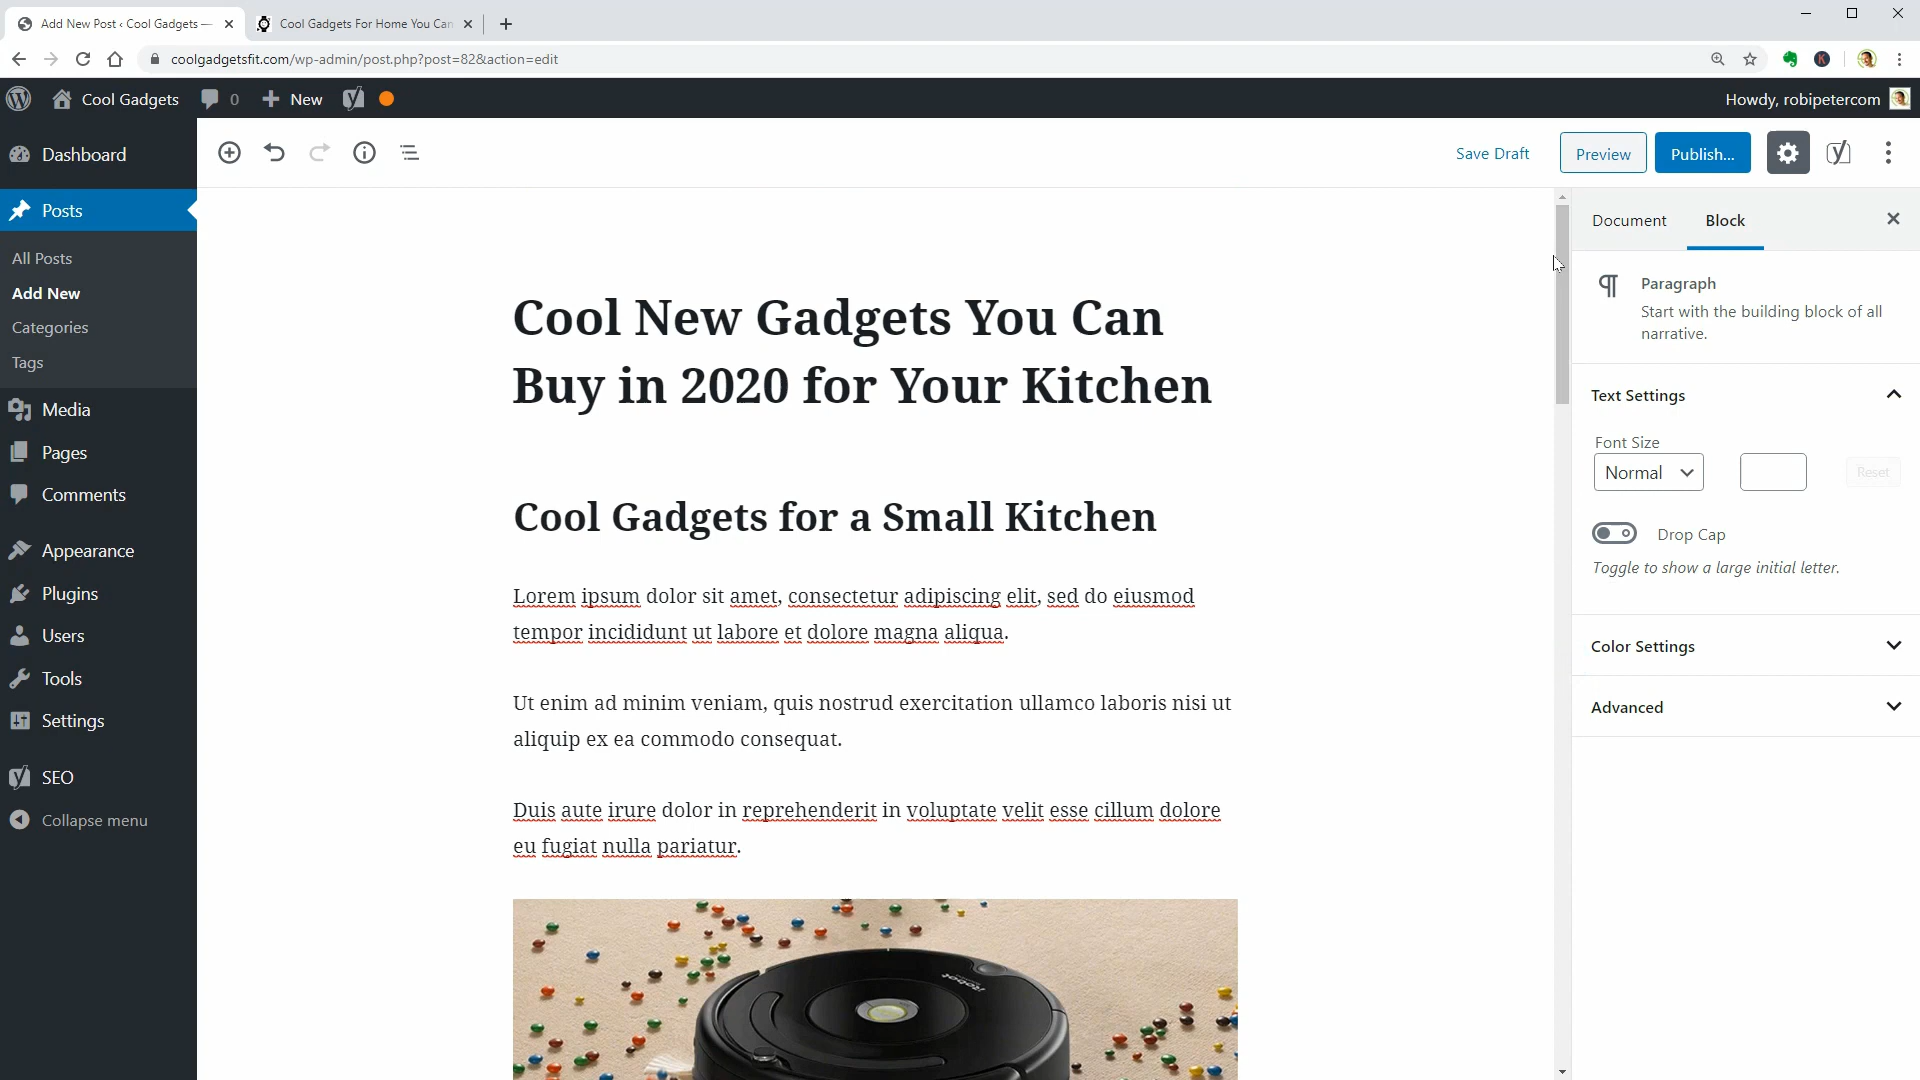 Add New Post ‹ Cool Gadgets —
Cool Gadgets For Home You Can
coolgadgetsfit.com/wp-admin/post.php?post=82&action=edit
K
Cool Gadgets
0
New
Howdy, robipetercom
Dashboard
Posts
All Posts
Add New
Categories
Tags
Media
Pages
Comments
Appearance
Plugins
Users
Tools
Settings
SEO
Collapse menu
Save Draft
Preview
Publish...
Cool New Gadgets You Can
Buy in 2020 for Your Kitchen
Cool Gadgets for a Small Kitchen
Lorem ipsum dolor sit amet, consectetur adipiscing elit, sed do eiusmod
tempor incididunt ut labore et dolore magna aliqua.
Ut enim ad minim veniam, quis nostrud exercitation ullamco laboris nisi ut
aliquip ex ea commodo consequat.
Duis aute irure dolor in reprehenderit in voluptate velit esse cillum dolore
eu fugiat nulla pariatur.
iRobot
Document
Block
Paragraph
Start with the building block of all
narrative.
Text Settings
Font Size
Normal
Reset
Drop Cap
Toggle to show a large initial letter.
Color Settings
Advanced